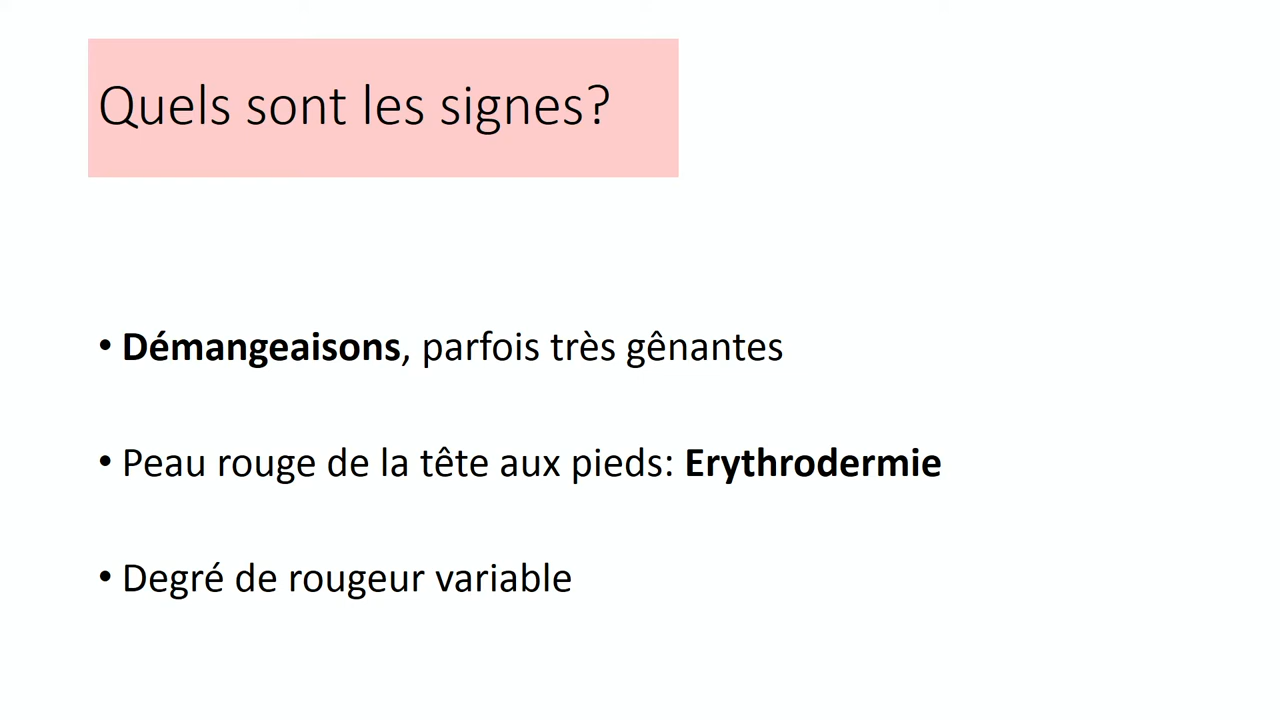 Quels sont les signes?
• Démangeaisons, parfois très gênantes
• Peau rouge de la tête aux pieds: Erythrodermie
• Degré de rougeur variable